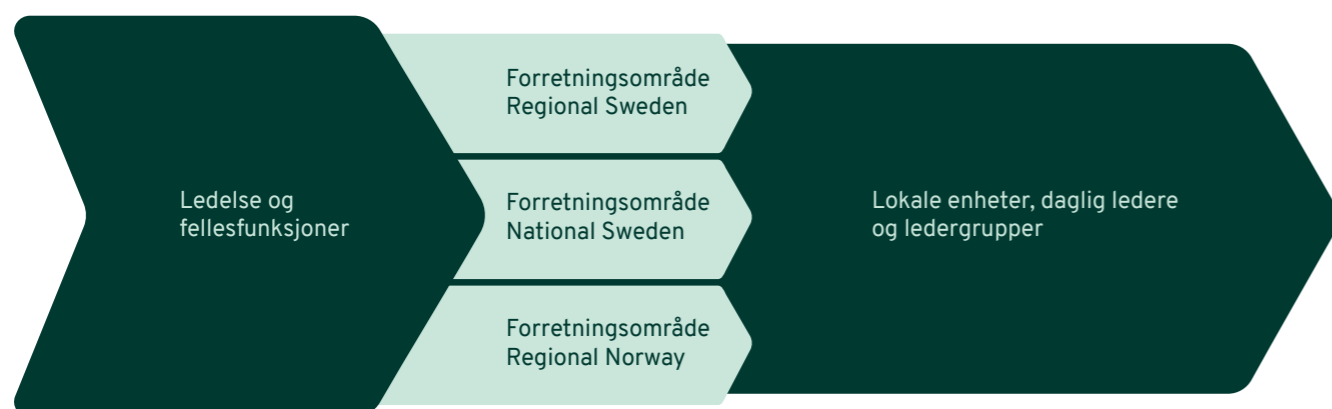 Ledelse og
fellesfunksjoner
Forretningsområde
Regional Sweden
Forretningsområde
National Sweden
Forretningsområde
Regional Norway
Lokale enheter, daglig ledere
og ledergrupper